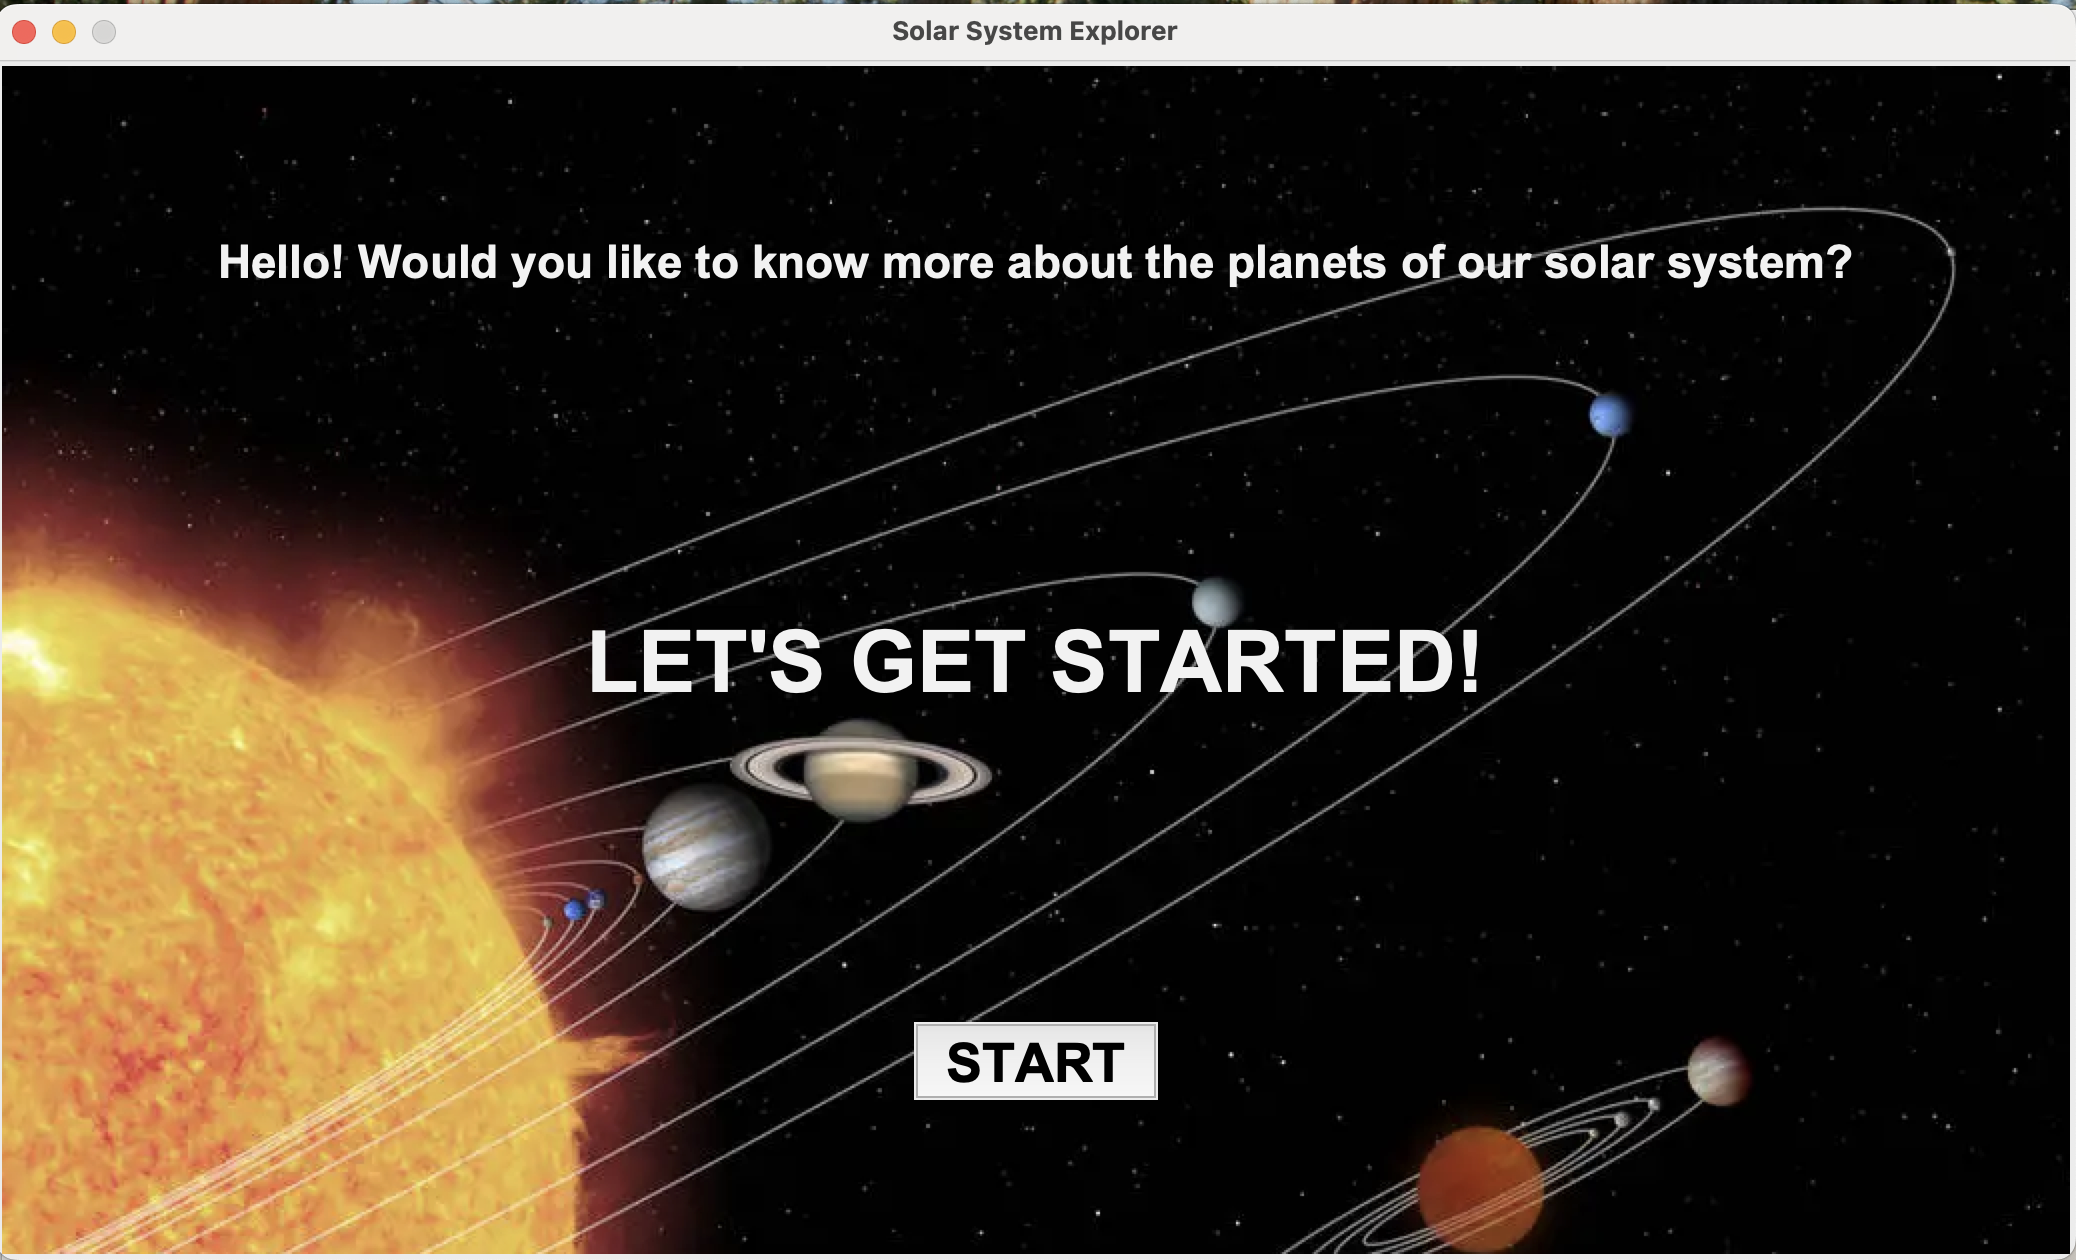 Solar System Explorer
Hello! Would you like to know more about the planets of our solar system?
LET'S GET STARTED!
START